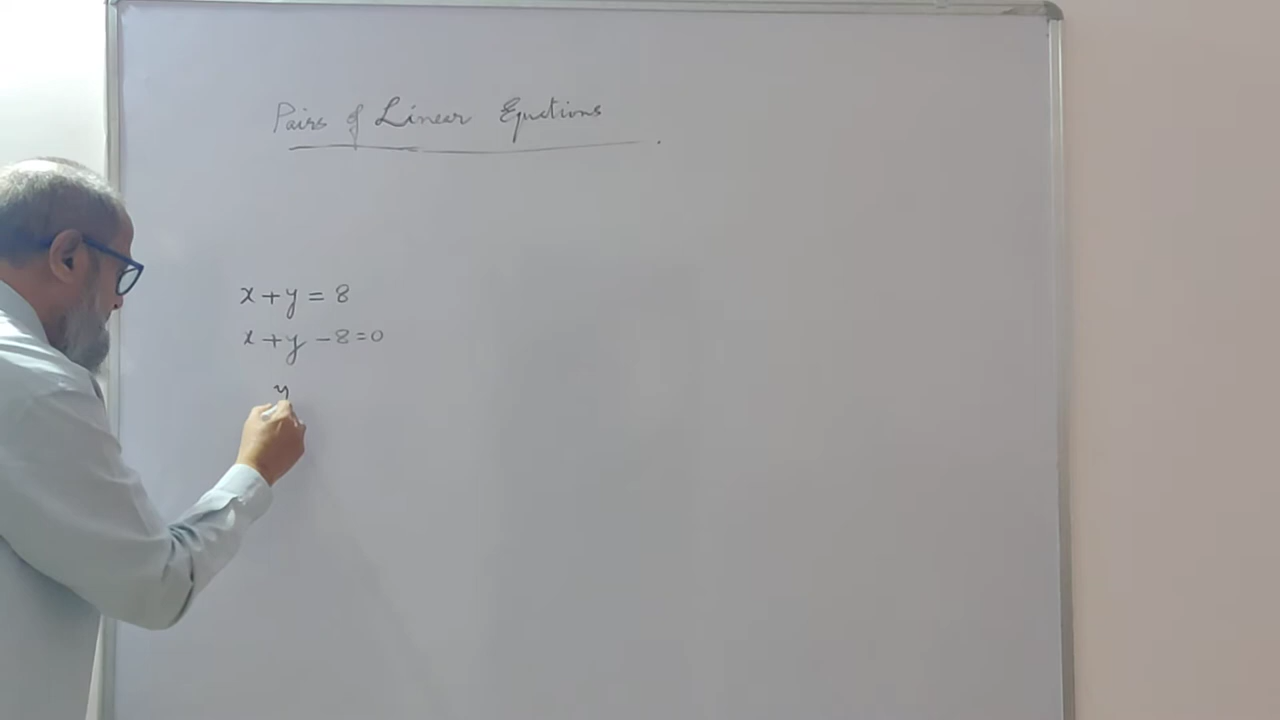 Pairs of Linear Equations
x + y = 8
x + y - 8 = 0
y